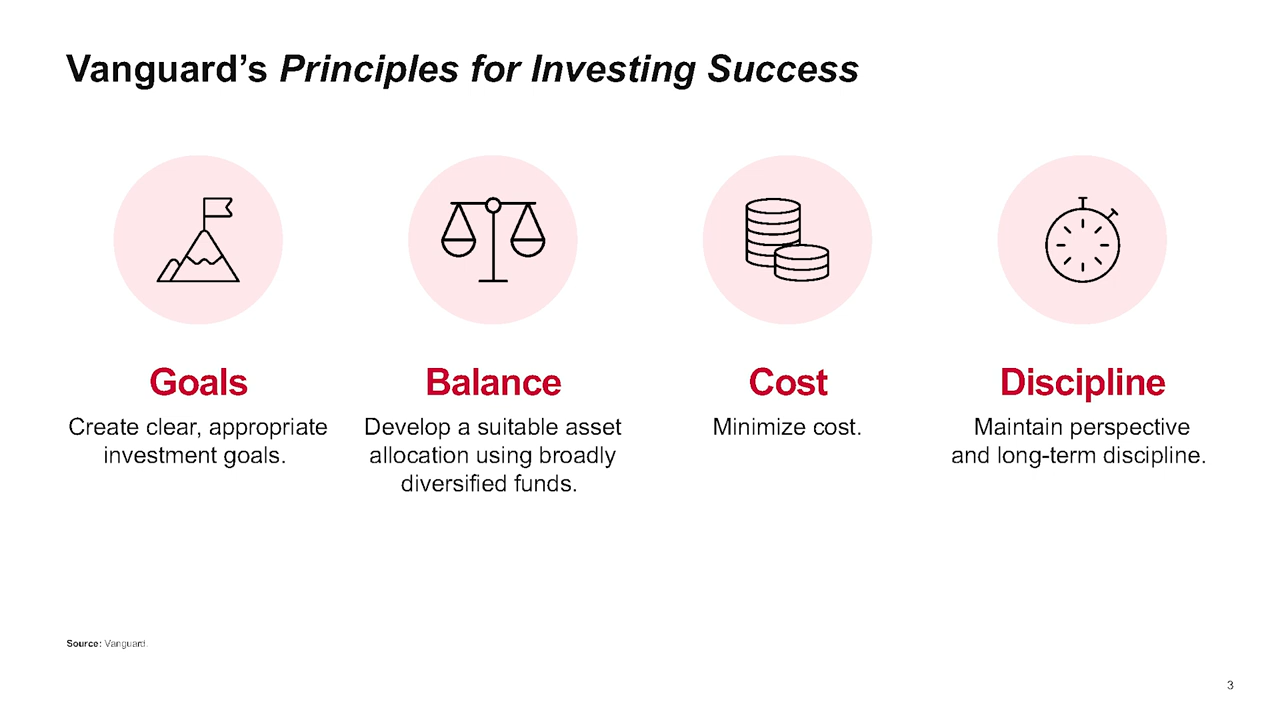 Vanguard’s Principles for Investing Success
Goals
Create clear, appropriate
investment goals.
Balance
Develop a suitable asset
allocation using broadly
diversified funds.
Cost
Minimize cost.
Discipline
Maintain perspective
and long-term discipline.
Source: Vanguard.
3